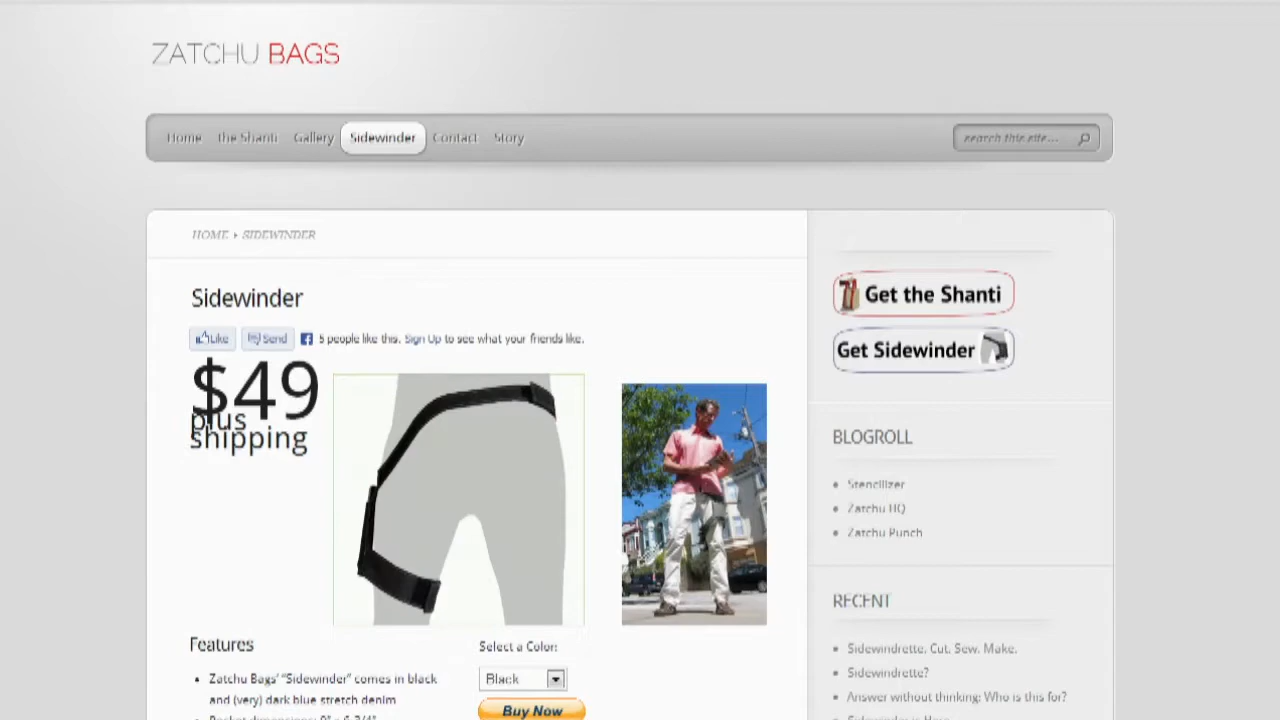 ZATCHU BAGS
Home the Shanti Gallery Sidewinder Contact Story
search this site...
HOME ▸ SIDEWINDER
Sidewinder
Like Send 5 people like this. Sign Up to see what your friends like.
$49
plus
shipping
Features
• Zatchu Bags' "Sidewinder" comes in black
and (very) dark blue stretch denim
Select a Color:
Black
Buy Now
Get the Shanti
Get Sidewinder
BLOGROLL
• Stencilizer
• Zatchu HQ
• Zatchu Punch
RECENT
• Sidewindrette. Cut. Sew. Make.
• Sidewindrette?
• Answer without thinking: Who is this for?